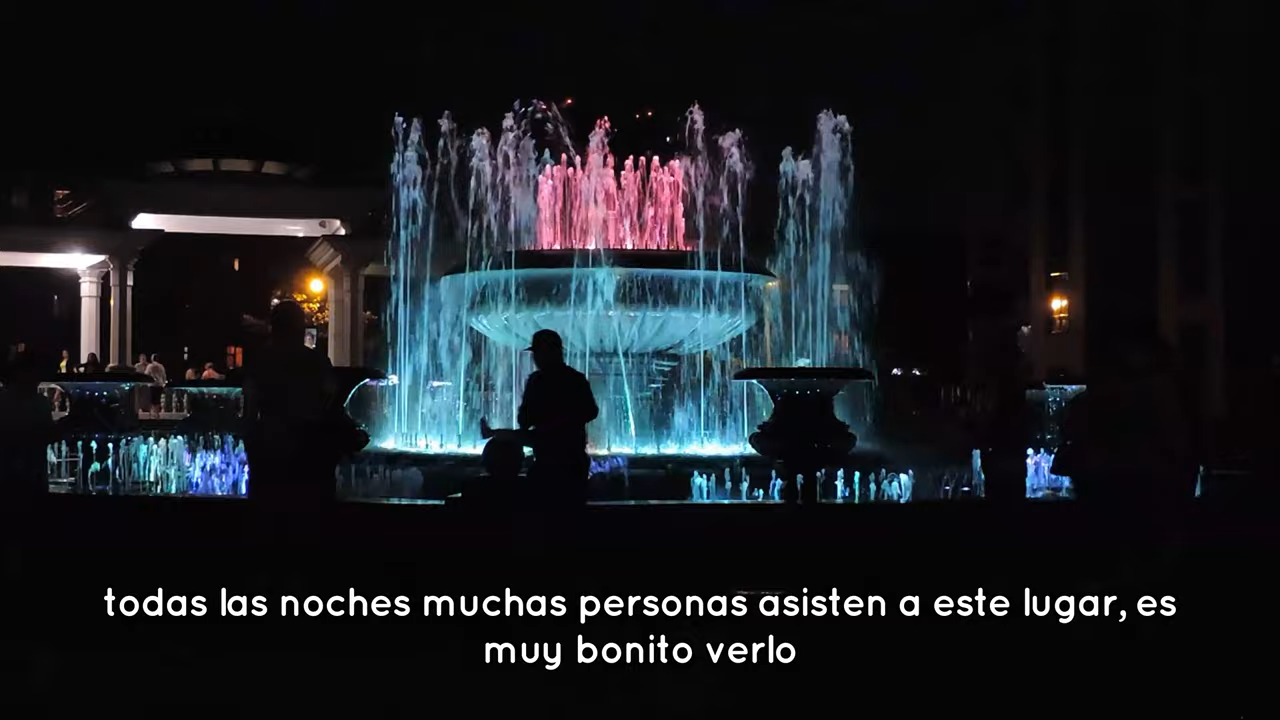 todas las noches muchas personas asisten a este lugar, es
muy bonito verlo